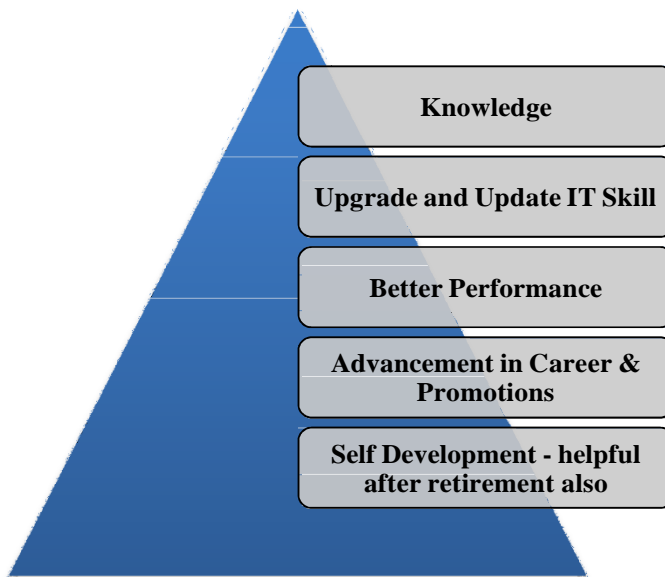 Knowledge
Upgrade and Update IT Skill
Better Performance
Advancement in Career &
Promotions
Self Development - helpful
after retirement also